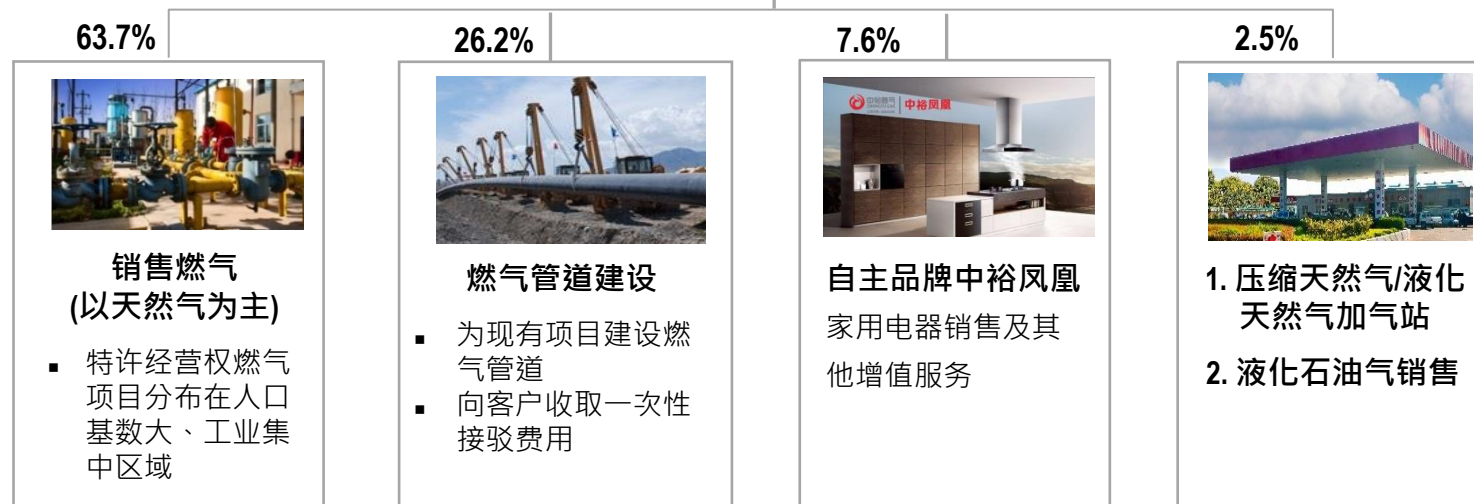 63.7%
26.2%
7.6%
2.5%
中裕燃气 中裕凤凰
销售燃气
(以天然气为主)
▪ 特许经营权燃气
项目分布在人口
基数大、工业集
中区域
燃气管道建设
▪ 为现有项目建设燃
气管道
▪ 向客户收取一次性
接驳费用
自主品牌中裕凤凰
家用电器销售及其
他增值服务
1. 压缩天然气/液化
天然气加气站
2. 液化石油气销售